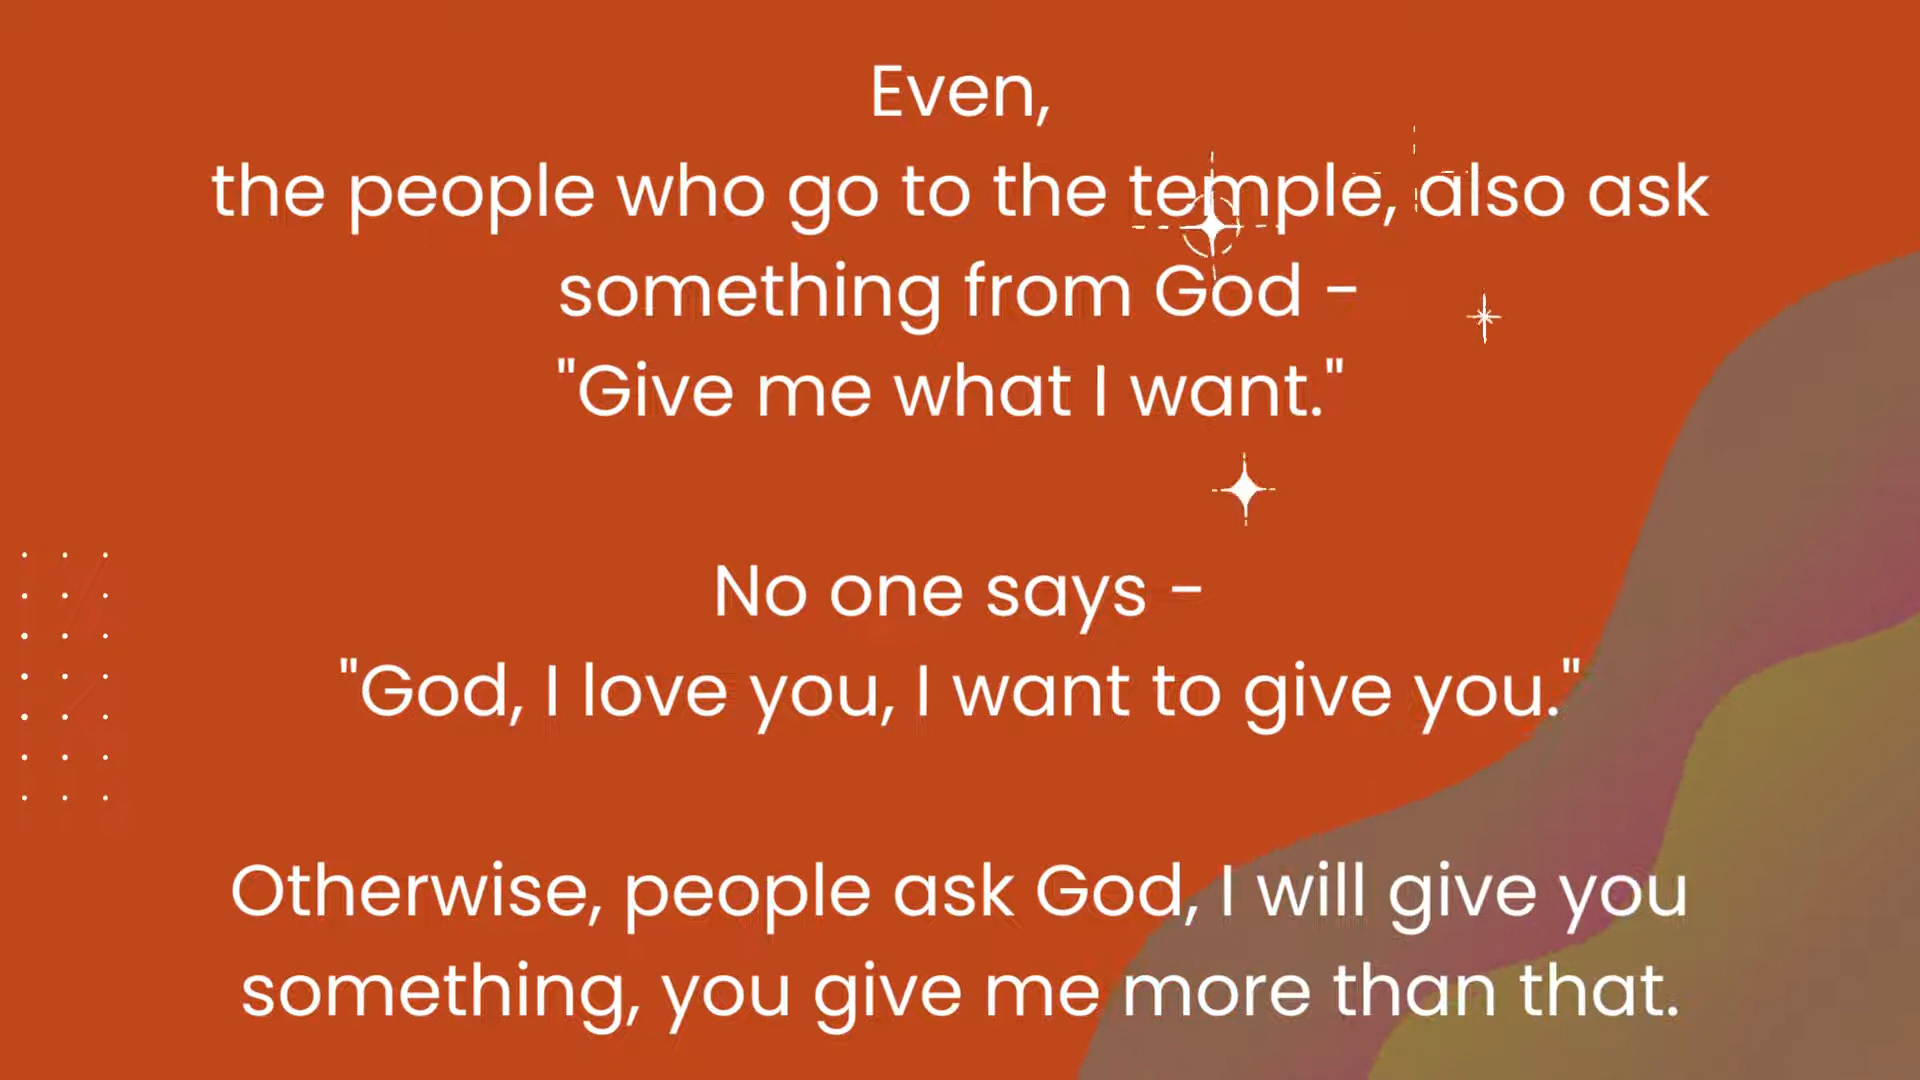 Even,
the people who go to the temple, also ask
something from God -
"Give me what I want."
No one says -
"God, I love you, I want to give you."
Otherwise, people ask God, I will give you
something, you give me more than that.